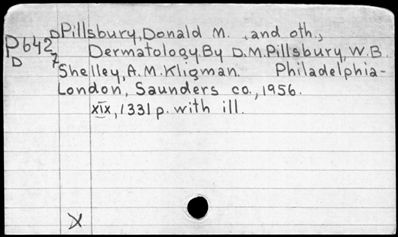 Pillsbury, Donald M. , and oth.,
P642
D
Dermatology. By D.M. Pillsbury, W.B.
Shelley, A.M. Kligman. Philadelphia-
London, Saunders co., 1956.
xix, 1331 p. with ill.
X